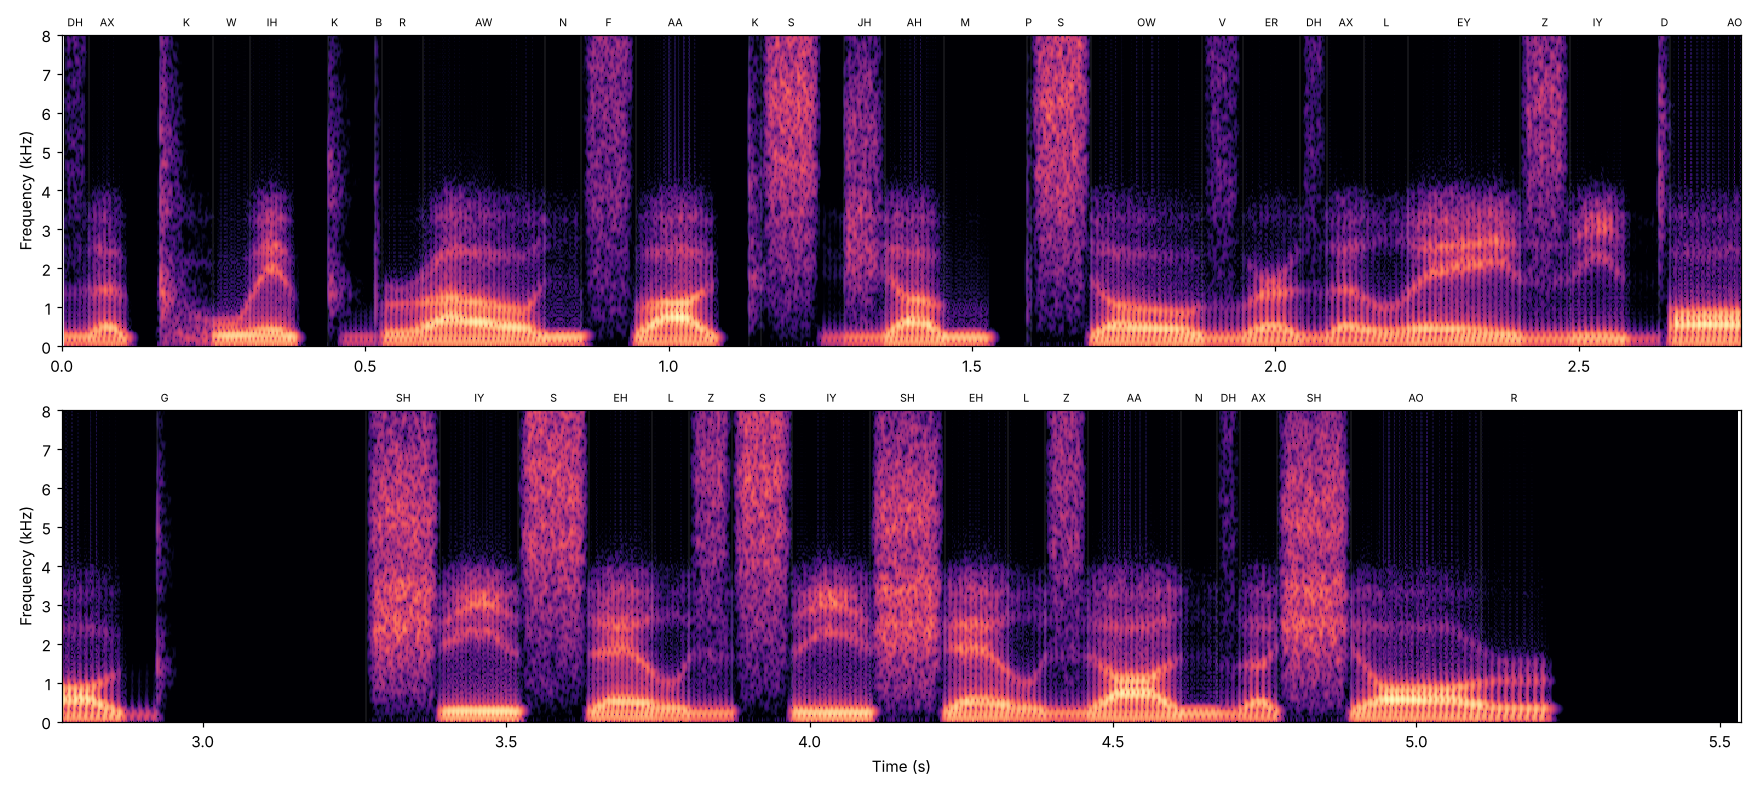 DH AX K W IH K B R AW N F AA K S JH AH M P S OW V ER DH AX L EY Z IY D AO
8
7
6
5
4
3
2
1
0
Frequency (kHz)
0.0 0.5 1.0 1.5 2.0 2.5
G SH IY S EH L Z S IY SH EH L Z AA N DH AX SH AO R
8
7
6
5
4
3
2
1
0
Frequency (kHz)
3.0 3.5 4.0 4.5 5.0 5.5
Time (s)